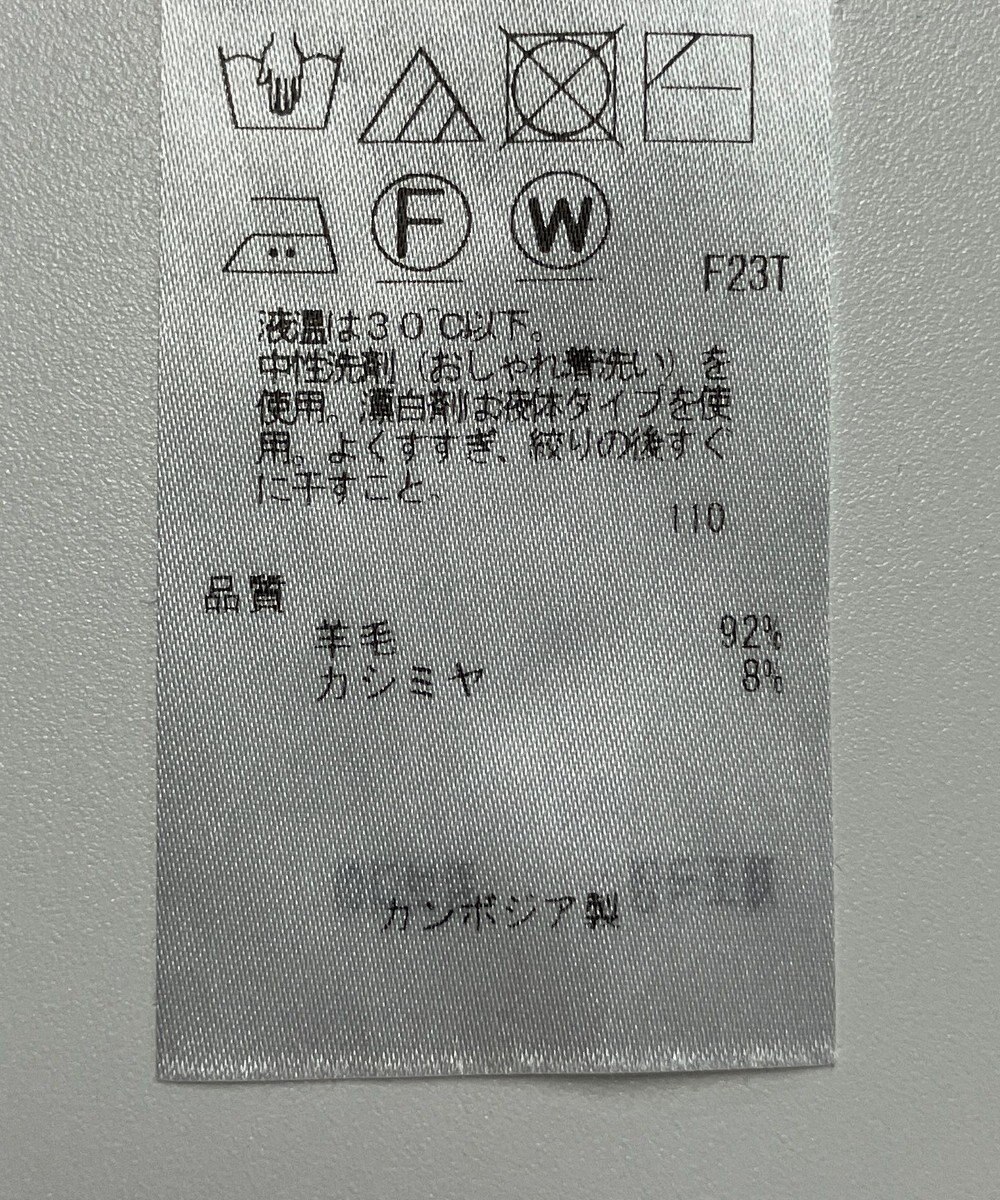 F W
F23T
液温は30℃以下。
中性洗剤（おしゃれ着洗い）を
使用。漂白剤は液体タイプを使
用。よくすすぎ、絞りの後すぐ
に干すこと。
110
品質
羊毛 92%
カシミヤ 8%
カンボジア製